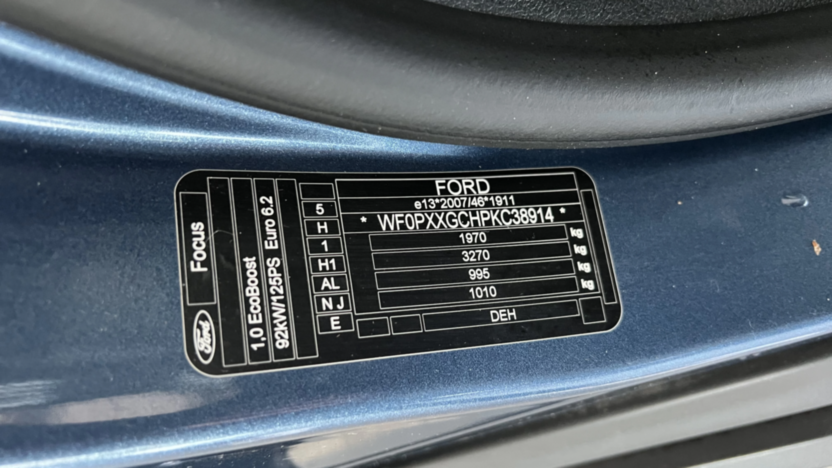 FORD
e13*2007/46*1911
* WF0PXXGCHPKC38914 *
1970 kg
3270 kg
995 kg
1010 kg
DEH
5
H
1
H1
AL
N J
E
Focus
Ford
1,0 EcoBoost
92kW/125PS Euro 6.2